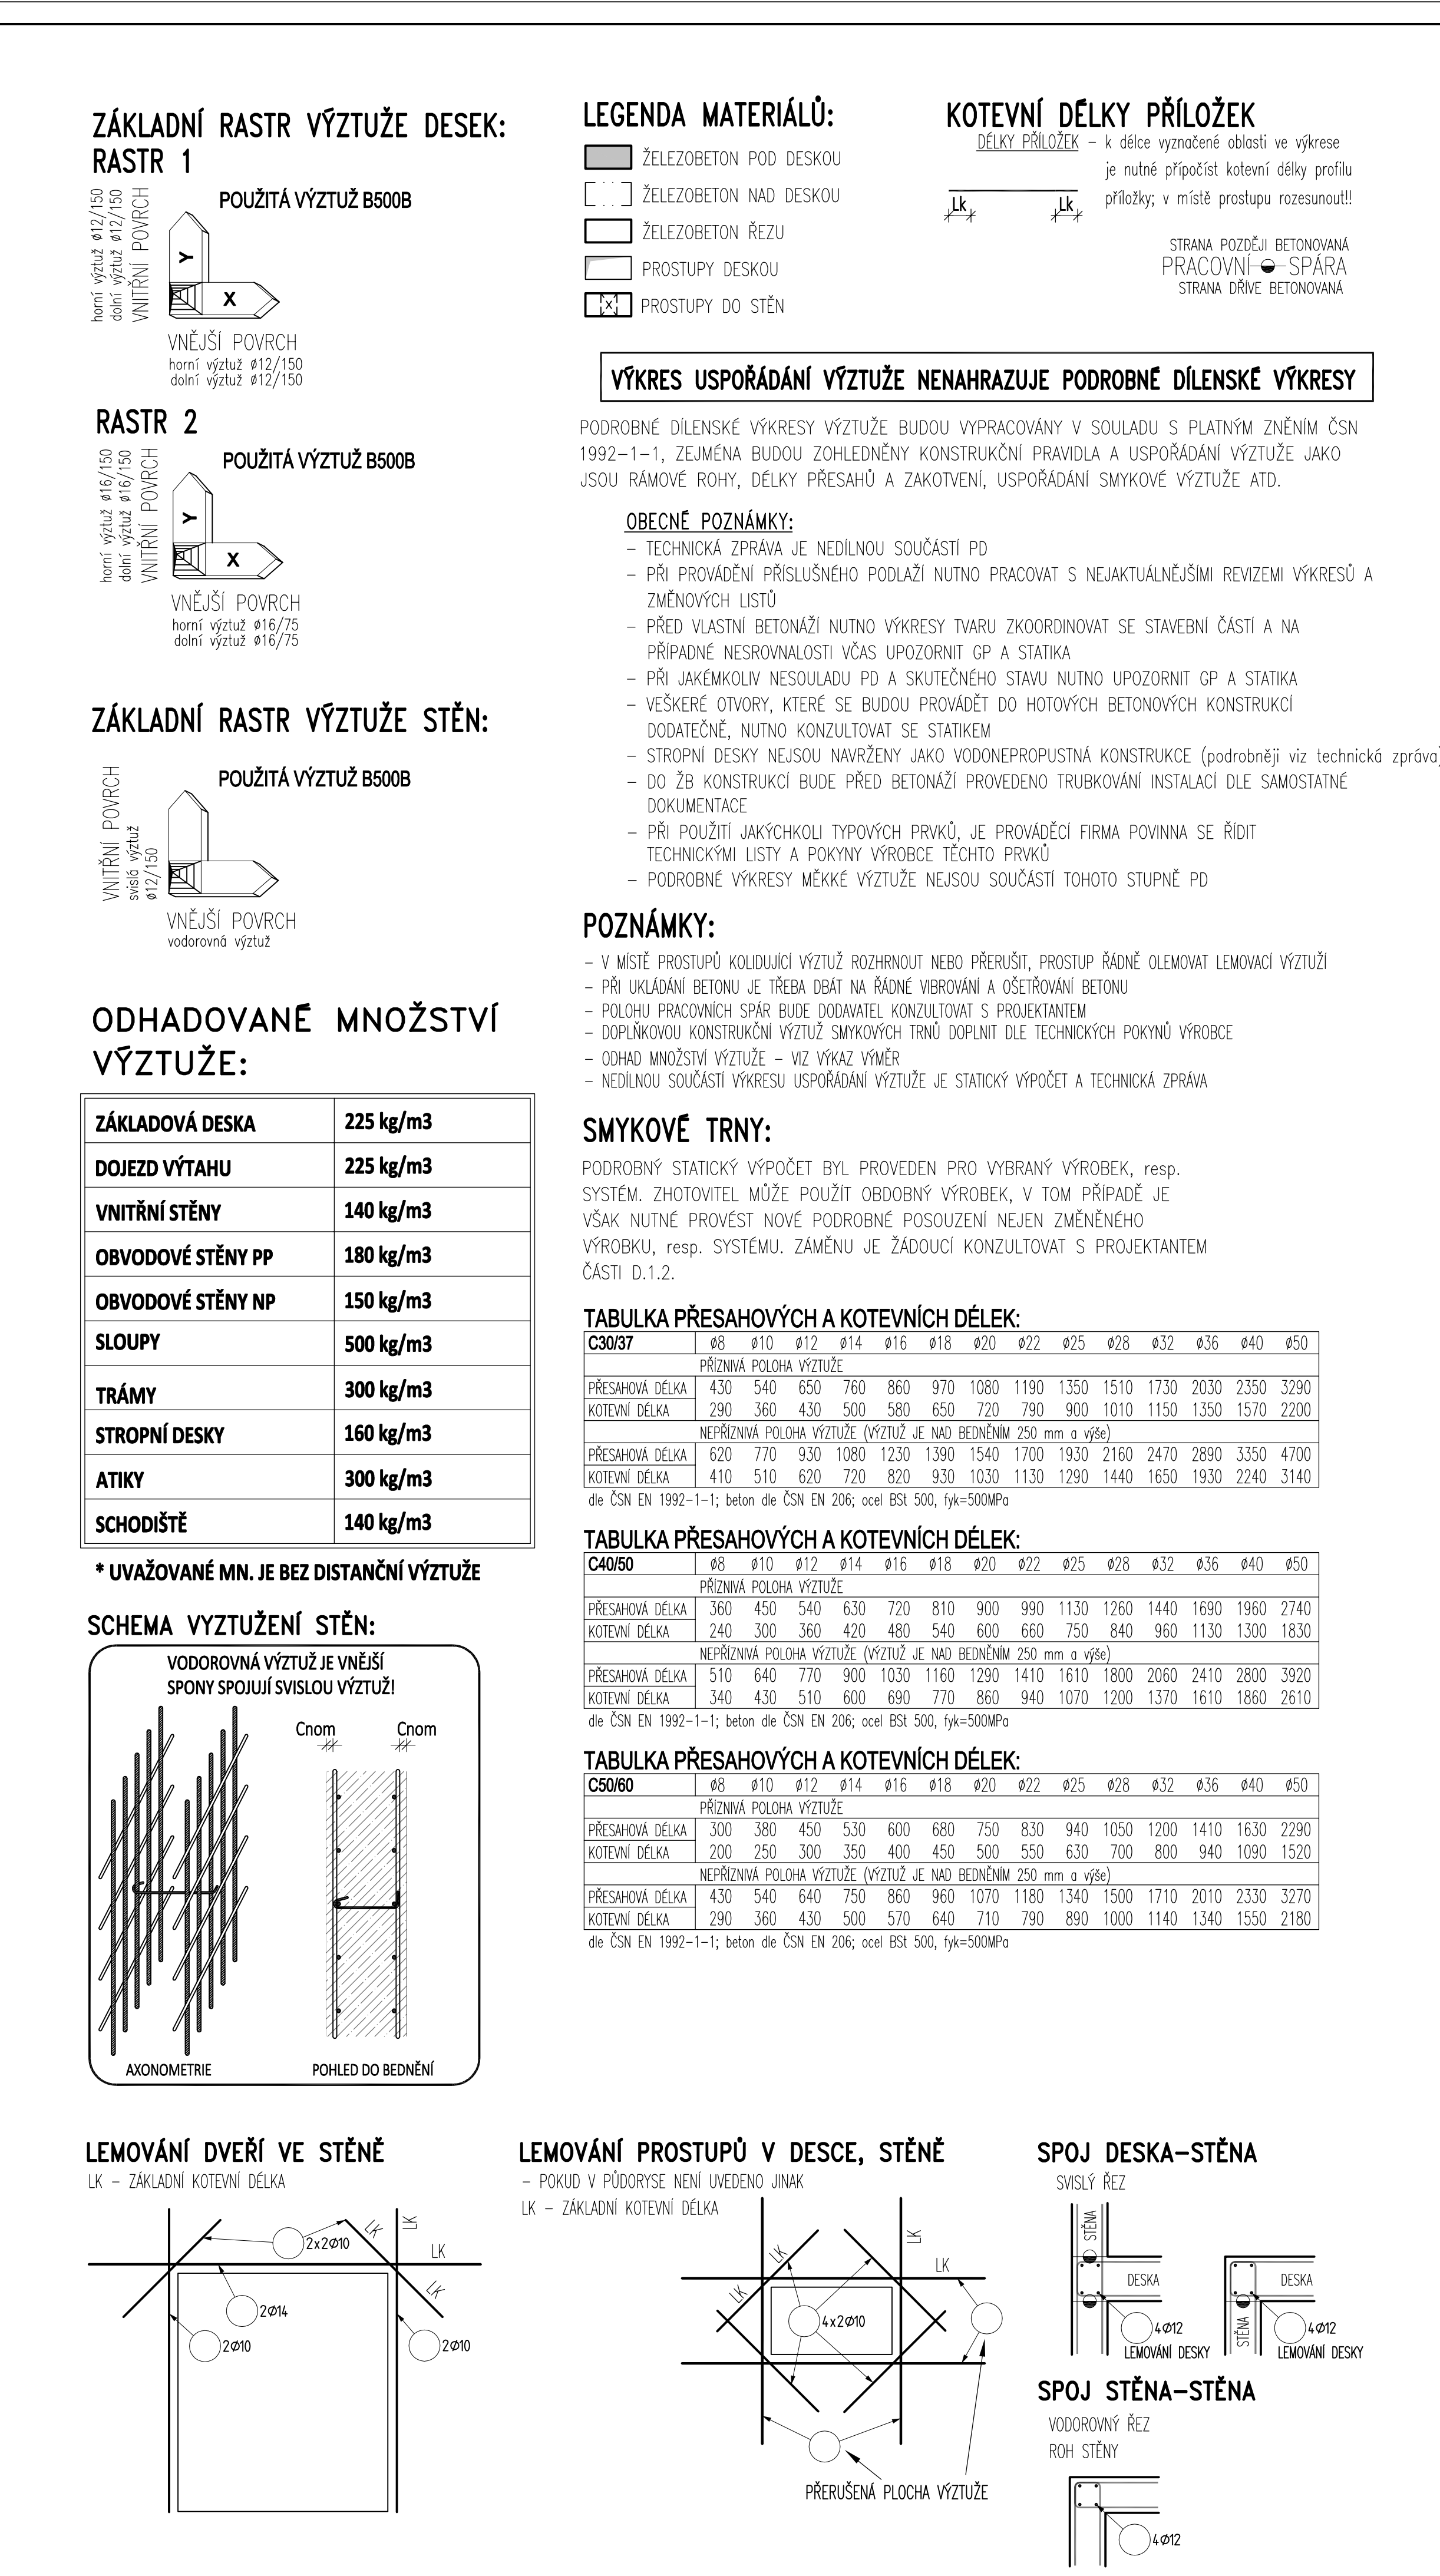 ZÁKLADNÍ RASTR VÝZTUŽE DESEK:
RASTR 1
POUŽITÁ VÝZTUŽ B500B
horní výztuž ø12/150
dolní výztuž ø12/150
VNITŘNÍ POVRCH
Y
X
VNĚJŠÍ POVRCH
horní výztuž ø12/150
dolní výztuž ø12/150
RASTR 2
POUŽITÁ VÝZTUŽ B500B
horní výztuž ø16/150
dolní výztuž ø16/150
VNITŘNÍ POVRCH
Y
X
VNĚJŠÍ POVRCH
horní výztuž ø16/75
dolní výztuž ø16/75
ZÁKLADNÍ RASTR VÝZTUŽE STĚN:
POUŽITÁ VÝZTUŽ B500B
VNITŘNÍ POVRCH
svislá výztuž
ø12/150
VNĚJŠÍ POVRCH
vodorovná výztuž
ODHADOVANÉ MNOŽSTVÍ
VÝZTUŽE:
ZÁKLADOVÁ DESKA 225 kg/m3
DOJEZD VÝTAHU 225 kg/m3
VNITŘNÍ STĚNY 140 kg/m3
OBVODOVÉ STĚNY PP 180 kg/m3
OBVODOVÉ STĚNY NP 150 kg/m3
SLOUPY 500 kg/m3
TRÁMY 300 kg/m3
STROPNÍ DESKY 160 kg/m3
ATIKY 300 kg/m3
SCHODIŠTĚ 140 kg/m3
* UVAŽOVANÉ MN. JE BEZ DISTANČNÍ VÝZTUŽE
SCHEMA VYZTUŽENÍ STĚN:
VODOROVNÁ VÝZTUŽ JE VNĚJŠÍ
SPONY SPOJUJÍ SVISLOU VÝZTUŽ!
Cnom Cnom
AXONOMETRIE POHLED DO BEDNĚNÍ
LEGENDA MATERIÁLŮ:
ŽELEZOBETON POD DESKOU
ŽELEZOBETON NAD DESKOU
ŽELEZOBETON ŘEZU
PROSTUPY DESKOU
x PROSTUPY DO STĚN
KOTEVNÍ DÉLKY PŘÍLOŽEK
DÉLKY PŘÍLOŽEK – k délce vyznačené oblasti ve výkrese
je nutné přípočíst kotevní délky profilu
příložky; v místě prostupu rozesunout!!
Lk Lk
STRANA POZDĚJI BETONOVANÁ
PRACOVNÍ SPÁRA
STRANA DŘÍVE BETONOVANÁ
VÝKRES USPOŘÁDÁNÍ VÝZTUŽE NENAHRAZUJE PODROBNÉ DÍLENSKÉ VÝKRESY
PODROBNÉ DÍLENSKÉ VÝKRESY VÝZTUŽE BUDOU VYPRACOVÁNY V SOULADU S PLATNÝM ZNĚNÍM ČSN
1992–1–1, ZEJMÉNA BUDOU ZOHLEDNĚNY KONSTRUKČNÍ PRAVIDLA A USPOŘÁDÁNÍ VÝZTUŽE JAKO
JSOU RÁMOVÉ ROHY, DÉLKY PŘESAHŮ A ZAKOTVENÍ, USPOŘÁDÁNÍ SMYKOVÉ VÝZTUŽE ATD.
OBECNÉ POZNÁMKY:
– TECHNICKÁ ZPRÁVA JE NEDÍLNOU SOUČÁSTÍ PD
– PŘI PROVÁDĚNÍ PŘÍSLUŠNÉHO PODLAŽÍ NUTNO PRACOVAT S NEJAKTUÁLNĚJŠÍMI REVIZEMI VÝKRESŮ A
ZMĚNOVÝCH LISTŮ
– PŘED VLASTNÍ BETONÁŽÍ NUTNO VÝKRESY TVARU ZKOORDINOVAT SE STAVEBNÍ ČÁSTÍ A NA
PŘÍPADNÉ NESROVNALOSTI VČAS UPOZORNIT GP A STATIKA
– PŘI JAKÉMKOLIV NESOULADU PD A SKUTEČNÉHO STAVU NUTNO UPOZORNIT GP A STATIKA
– VEŠKERÉ OTVORY, KTERÉ SE BUDOU PROVÁDĚT DO HOTOVÝCH BETONOVÝCH KONSTRUKCÍ
DODATEČNĚ, NUTNO KONZULTOVAT SE STATIKEM
– STROPNÍ DESKY NEJSOU NAVRŽENY JAKO VODONEPROPUSTNÁ KONSTRUKCE (podroběji viz technická zpráva)
– DO ŽB KONSTRUKCÍ BUDE PŘED BETONÁŽÍ PROVEDENO TRUBKOVÁNÍ INSTALACÍ DLE SAMOSTATNÉ
DOKUMENTACE
– PŘI POUŽITÍ JAKÝCHKOLI TYPOVÝCH PRVKŮ, JE PROVÁDĚCÍ FIRMA POVINNA SE ŘÍDIT
TECHNICKÝMI LISTY A POKYNY VÝROBCE TĚCHTO PRVKŮ
– PODROBNÉ VÝKRESY MĚKKÉ VÝZTUŽE NEJSOU SOUČÁSTÍ TOHOTO STUPNĚ PD
POZNÁMKY:
– V MÍSTĚ PROSTUPŮ KOLIDUJÍCÍ VÝZTUŽ ROZHRNOUT NEBO PŘERUŠIT, PROSTUP ŘÁDNĚ OLEMOVAT LEMOVACÍ VÝZTUŽÍ
– PŘI UKLÁDÁNÍ BETONU JE TŘEBA DBÁT NA ŘÁDNÉ VIBROVÁNÍ A OŠETŘOVÁNÍ BETONU
– POLOHU PRACOVNÍCH SPÁR BUDE DODAVATEL KONZULTOVAT S PROJEKTANTEM
– DOPLŇKOVOU KONSTRUKČNÍ VÝZTUŽ SMYKOVÝCH TRNŮ DOPLNIT DLE TECHNICKÝCH POKYNŮ VÝROBCE
– ODHAD MNOŽSTVÍ VÝZTUŽE – VIZ VÝKAZ VÝMĚR
– NEDÍLNOU SOUČÁSTÍ VÝKRESU USPOŘÁDÁNÍ VÝZTUŽE JE STATICKÝ VÝPOČET A TECHNICKÁ ZPRÁVA
SMYKOVÉ TRNY:
PODROBNÝ STATICKÝ VÝPOČET BYL PROVEDEN PRO VYBRANÝ VÝROBEK, resp.
SYSTÉM. ZHOTOVITEL MŮŽE POUŽÍT OBDOBNÝ VÝROBEK, V TOM PŘÍPADĚ JE
VŠAK NUTNÉ PROVÉST NOVÉ PODROBNÉ POSOUZENÍ NEJEN ZMĚNĚNÉHO
VÝROBKU, resp. SYSTÉMU. ZÁMĚNU JE ŽÁDOUCÍ KONZULTOVAT S PROJEKTANTEM
ČÁSTI D.1.2.
TABULKA PŘESAHOVÝCH A KOTEVNÍCH DÉLEK:
C30/37 ø8 ø10 ø12 ø14 ø16 ø18 ø20 ø22 ø25 ø28 ø32 ø36 ø40 ø50
PŘÍZNIVÁ POLOHA VÝZTUŽE
PŘESAHOVÁ DÉLKA 430 540 650 760 860 970 1080 1190 1350 1510 1730 2030 2350 3290
KOTEVNÍ DÉLKA 290 360 430 500 580 650 720 790 900 1010 1150 1350 1570 2200
NEPŘÍZNIVÁ POLOHA VÝZTUŽE (VÝZTUŽ JE NAD BEDNĚNÍM 250 mm a výše)
PŘESAHOVÁ DÉLKA 620 770 930 1080 1230 1390 1540 1700 1930 2160 2470 2890 3350 4700
KOTEVNÍ DÉLKA 410 510 620 720 820 930 1030 1130 1290 1440 1650 1930 2240 3140
dle ČSN EN 1992–1–1; beton dle ČSN EN 206; ocel BSt 500, fyk=500MPa
TABULKA PŘESAHOVÝCH A KOTEVNÍCH DÉLEK:
C40/50 ø8 ø10 ø12 ø14 ø16 ø18 ø20 ø22 ø25 ø28 ø32 ø36 ø40 ø50
PŘÍZNIVÁ POLOHA VÝZTUŽE
PŘESAHOVÁ DÉLKA 360 450 540 630 720 810 900 990 1130 1260 1440 1690 1960 2740
KOTEVNÍ DÉLKA 240 300 360 420 480 540 600 660 750 840 960 1130 1300 1830
NEPŘÍZNIVÁ POLOHA VÝZTUŽE (VÝZTUŽ JE NAD BEDNĚNÍM 250 mm a výše)
PŘESAHOVÁ DÉLKA 510 640 770 900 1030 1160 1290 1410 1610 1800 2060 2410 2800 3920
KOTEVNÍ DÉLKA 340 430 510 600 690 770 860 940 1070 1200 1370 1610 1860 2610
dle ČSN EN 1992–1–1; beton dle ČSN EN 206; ocel BSt 500, fyk=500MPa
TABULKA PŘESAHOVÝCH A KOTEVNÍCH DÉLEK:
C50/60 ø8 ø10 ø12 ø14 ø16 ø18 ø20 ø22 ø25 ø28 ø32 ø36 ø40 ø50
PŘÍZNIVÁ POLOHA VÝZTUŽE
PŘESAHOVÁ DÉLKA 300 380 450 530 600 680 750 830 940 1050 1200 1410 1630 2290
KOTEVNÍ DÉLKA 200 250 300 350 400 450 500 550 630 700 800 940 1090 1520
NEPŘÍZNIVÁ POLOHA VÝZTUŽE (VÝZTUŽ JE NAD BEDNĚNÍM 250 mm a výše)
PŘESAHOVÁ DÉLKA 430 540 640 750 860 960 1070 1180 1340 1500 1710 2010 2330 3270
KOTEVNÍ DÉLKA 290 360 430 500 570 640 710 790 890 1000 1140 1340 1550 2180
dle ČSN EN 1992–1–1; beton dle ČSN EN 206; ocel BSt 500, fyk=500MPa
LEMOVÁNÍ DVEŘÍ VE STĚNĚ
LK – ZÁKLADNÍ KOTEVNÍ DÉLKA
2x2Ø10
LK
LK
LK
LK
2Ø14
2Ø10
2Ø10
LEMOVÁNÍ PROSTUPŮ V DESCE, STĚNĚ
– POKUD V PŮDORYSE NENÍ UVEDENO JINAK
LK – ZÁKLADNÍ KOTEVNÍ DÉLKA
LK
LK
LK
LK
4x2Ø10
PŘERUŠENÁ PLOCHA VÝZTUŽE
SPOJ DESKA–STĚNA
SVISLÝ ŘEZ
STĚNA
DESKA
4Ø12
LEMOVÁNÍ DESKY
DESKA
STĚNA
4Ø12
LEMOVÁNÍ DESKY
SPOJ STĚNA–STĚNA
VODOROVNÝ ŘEZ
ROH STĚNY
4Ø12